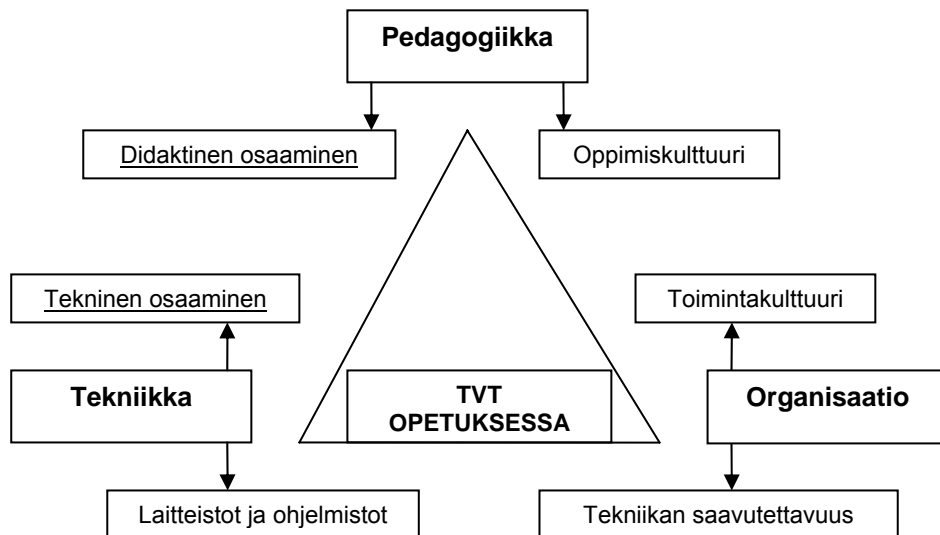 Pedagogiikka
Didaktinen osaaminen
Oppimiskulttuuri
Tekninen osaaminen
Toimintakulttuuri
Tekniikka
TVT
OPETUKSESSA
Organisaatio
Laitteistot ja ohjelmistot
Tekniikan saavutettavuus